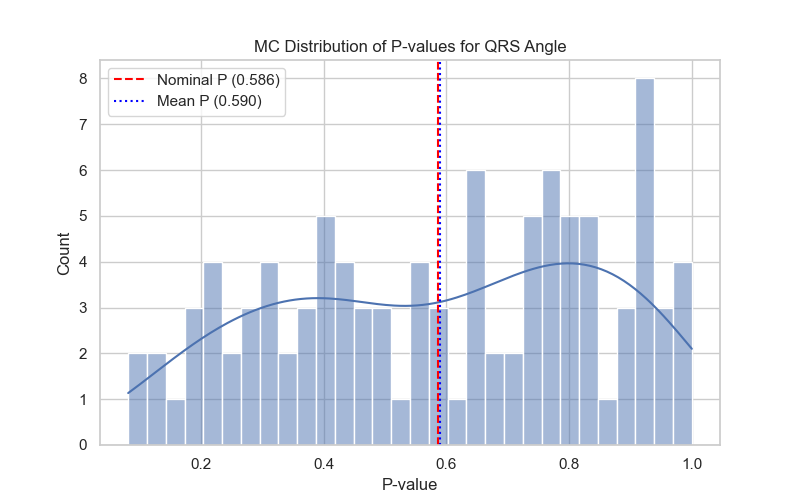 MC Distribution of P-values for QRS Angle
Nominal P (0.586)
Mean P (0.590)
Count
8
7
6
5
4
3
2
1
0
0.2 0.4 0.6 0.8 1.0
P-value